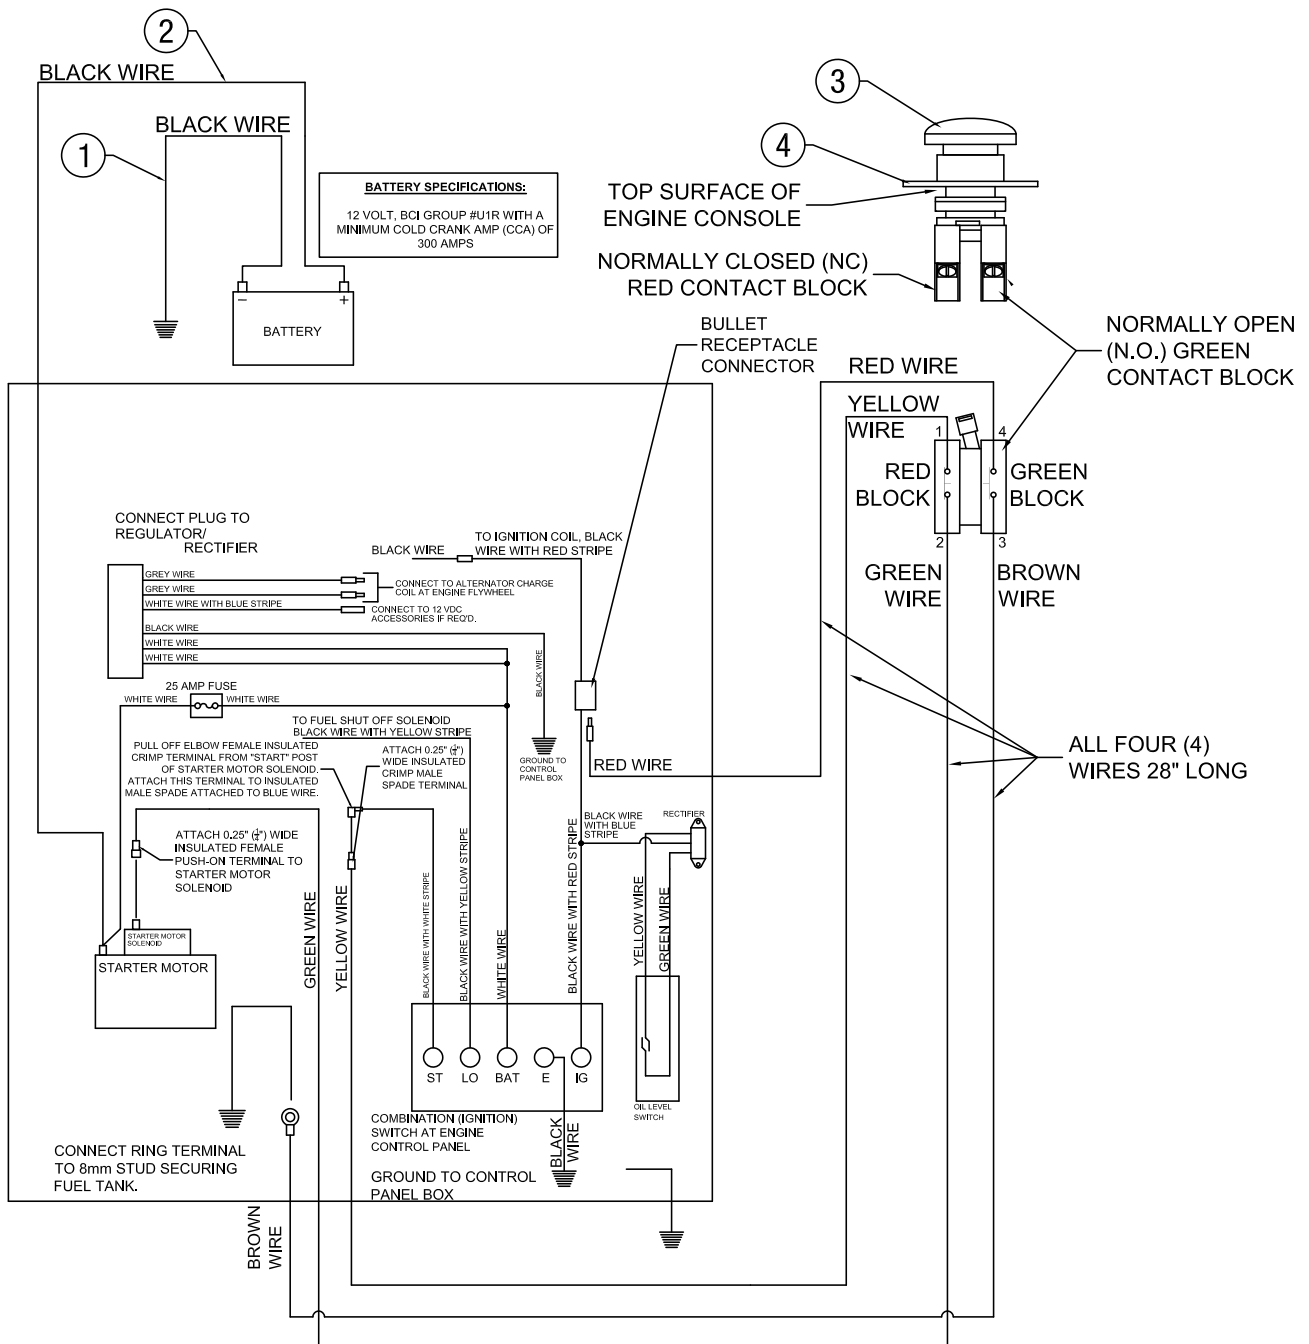 2
BLACK WIRE
3
BLACK WIRE
1
4
BATTERY SPECIFICATIONS:
12 VOLT, BCI GROUP #U1R WITH A
MINIMUM COLD CRANK AMP (CCA) OF
300 AMPS
TOP SURFACE OF
ENGINE CONSOLE
NORMALLY CLOSED (NC)
RED CONTACT BLOCK
–
+
BATTERY
BULLET
RECEPTACLE
CONNECTOR
NORMALLY OPEN
(N.O.) GREEN
CONTACT BLOCK
RED WIRE
YELLOW
WIRE
1
4
RED
BLOCK
GREEN
BLOCK
2
3
GREEN
WIRE
BROWN
WIRE
ALL FOUR (4)
WIRES 28" LONG
CONNECT PLUG TO
REGULATOR/
RECTIFIER
BLACK WIRE
TO IGNITION COIL, BLACK
WIRE WITH RED STRIPE
GREY WIRE
GREY WIRE
WHITE WIRE WITH BLUE STRIPE
BLACK WIRE
WHITE WIRE
WHITE WIRE
CONNECT TO ALTERNATOR CHARGE
COIL AT ENGINE FLYWHEEL
CONNECT TO 12 VDC
ACCESSORIES IF REQ'D.
BLACK WIRE
25 AMP FUSE
WHITE WIRE
WHITE WIRE
TO FUEL SHUT OFF SOLENOID
BLACK WIRE WITH YELLOW STRIPE
PULL OFF ELBOW FEMALE INSULATED
CRIMP TERMINAL FROM "START" POST
OF STARTER MOTOR SOLENOID.
ATTACH THIS TERMINAL TO INSULATED
MALE SPADE ATTACHED TO BLUE WIRE.
ATTACH 0.25" (¼")
WIDE INSULATED
CRIMP MALE
SPADE TERMINAL
GROUND TO
CONTROL
PANEL BOX
RED WIRE
BLACK WIRE
WITH BLUE
STRIPE
RECTIFIER
ATTACH 0.25" (¼") WIDE
INSULATED FEMALE
PUSH-ON TERMINAL TO
STARTER MOTOR
SOLENOID
GREEN WIRE
YELLOW WIRE
BLACK WIRE WITH WHITE STRIPE
BLACK WIRE WITH YELLOW STRIPE
WHITE WIRE
BLACK WIRE WITH RED STRIPE
YELLOW WIRE
GREEN WIRE
STARTER MOTOR
SOLENOID
STARTER MOTOR
ST
LO
BAT
E
IG
OIL LEVEL
SWITCH
COMBINATION (IGNITION)
SWITCH AT ENGINE
CONTROL PANEL
BLACK
WIRE
CONNECT RING TERMINAL
TO 8mm STUD SECURING
FUEL TANK.
GROUND TO CONTROL
PANEL BOX
BROWN
WIRE